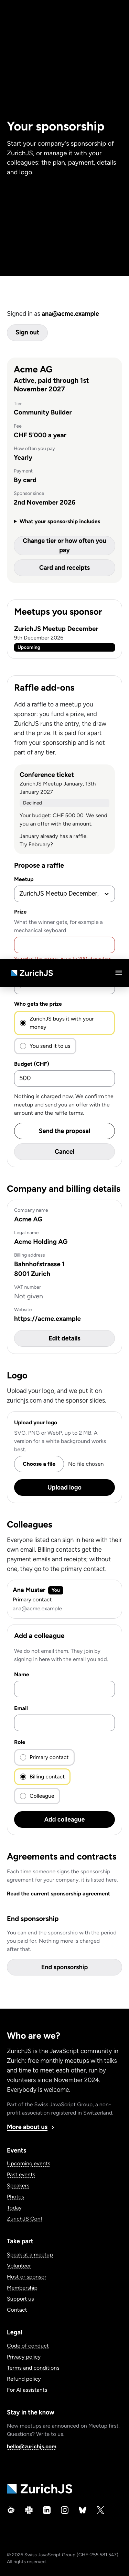 Your sponsorship
Start your company's sponsorship of
ZurichJS, or manage it with your
colleagues: the plan, payment, details
and logo.
Signed in as ana@acme.example
Sign out
Acme AG
Active, paid through 1st
November 2027
Tier
Community Builder
Fee
CHF 5'000 a year
How often you pay
Yearly
Payment
By card
Sponsor since
2nd November 2026
What your sponsorship includes
Change tier or how often you
pay
Card and receipts
Meetups you sponsor
ZurichJS Meetup December
9th December 2026
Upcoming
Raffle add-ons
Add a raffle to a meetup you
sponsor: you fund a prize, and
ZurichJS runs the entry, the draw
and the prize. It is paid for apart
from your sponsorship and is not
part of any tier.
Conference ticket
ZurichJS Meetup January, 13th
January 2027
Declined
Your budget: CHF 500.00. We send
you an offer with the amount.
January already has a raffle.
Try February?
Propose a raffle
Meetup
ZurichJS Meetup December,
Prize
What the winner gets, for example a
mechanical keyboard
ZurichJS
Who gets the prize
ZurichJS buys it with your
money
You send it to us
Budget (CHF)
500
Nothing is charged now. We confirm the
meetup and send you an offer with the
amount and the raffle terms.
Send the proposal
Cancel
Company and billing details
Company name
Acme AG
Legal name
Acme Holding AG
Billing address
Bahnhofstrasse 1
8001 Zurich
VAT number
Not given
Website
https://acme.example
Edit details
Logo
Upload your logo, and we put it on
zurichjs.com and the sponsor slides.
Upload your logo
SVG, PNG or WebP, up to 2 MB. A
version for a white background works
best.
Choose a file No file chosen
Upload logo
Colleagues
Everyone listed can sign in here with their
own email. Billing contacts get the
payment mails and receipts; without
one, they go to the primary contact.
Ana Muster You
Primary contact
ana@acme.example
Add a colleague
We do not email them. They join by
signing in here with the email you add.
Name
Email
Role
Primary contact
Billing contact
Colleague
Add colleague
Agreements and contracts
Each time someone signs the sponsorship
agreement for your company, it is listed here.
Read the current sponsorship agreement
End sponsorship
You can end the sponsorship with the period
you paid for. Nothing more is charged
after that.
End sponsorship
Who are we?
ZurichJS is the JavaScript community in
Zurich: free monthly meetups with talks
and time to meet each other, run by
volunteers since November 2024.
Everybody is welcome.
Part of the Swiss JavaScript Group, a non-
profit association registered in Switzerland.
More about us
Events
Upcoming events
Past events
Speakers
Photos
Today
ZurichJS Conf
Take part
Speak at a meetup
Volunteer
Host or sponsor
Membership
Support us
Contact
Legal
Code of conduct
Privacy policy
Terms and conditions
Refund policy
For AI assistants
Stay in the know
New meetups are announced on Meetup first.
Questions? Write to us.
hello@zurichjs.com
ZurichJS
© 2026 Swiss JavaScript Group (CHE-255.581.547).
All rights reserved.